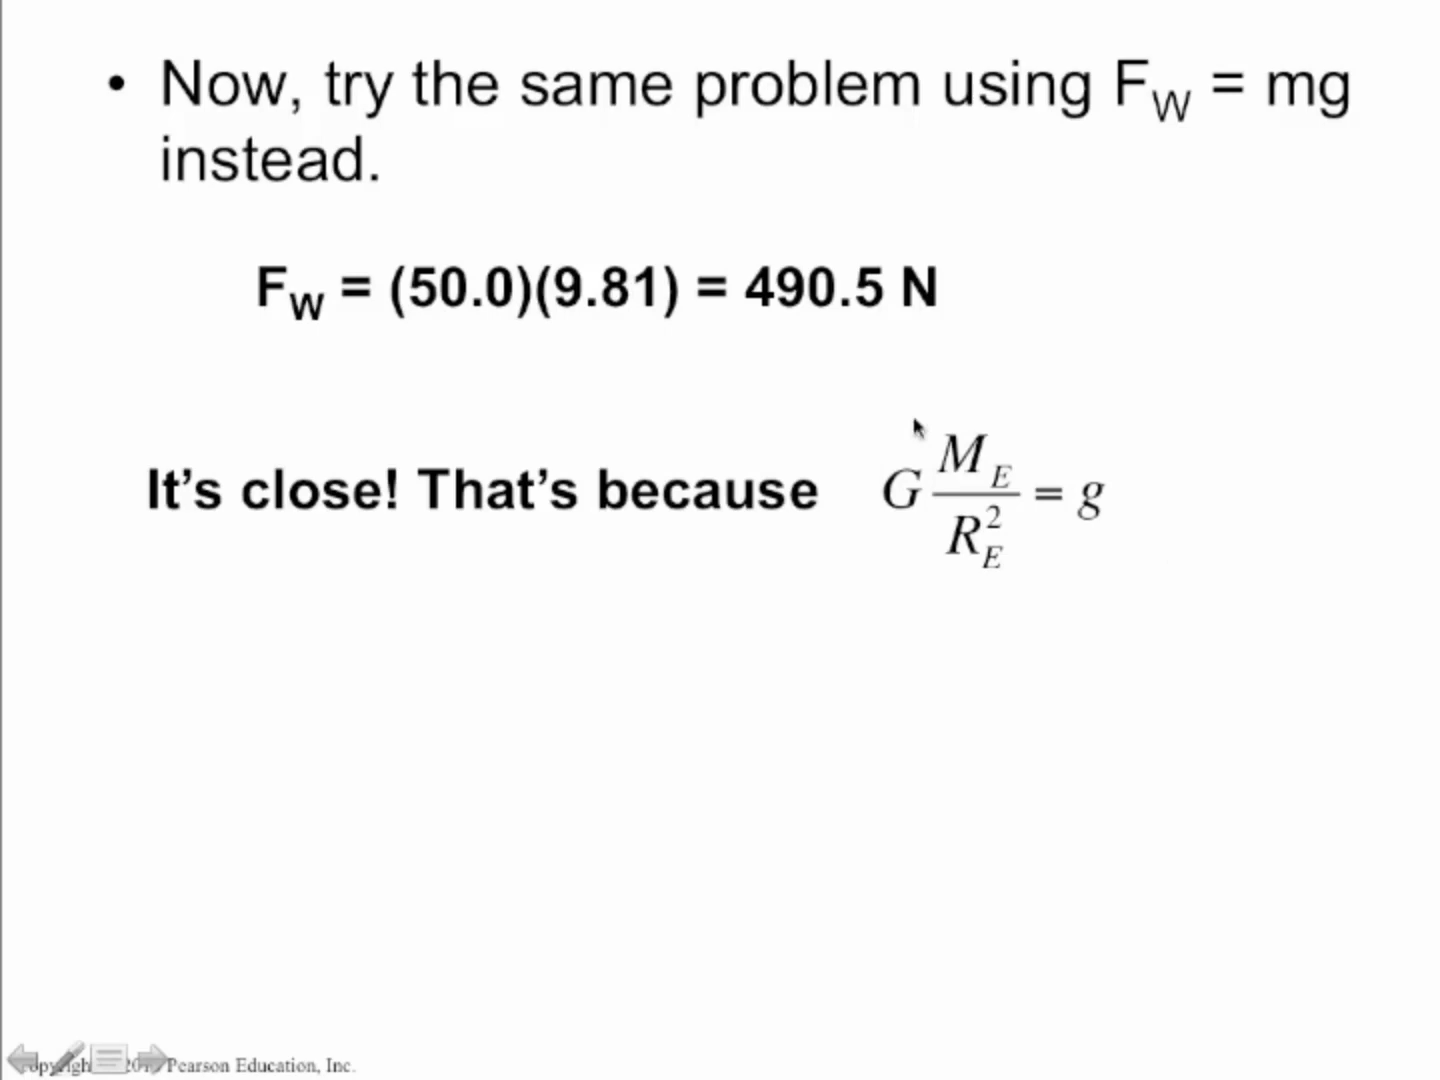 • Now, try the same problem using F_W = mg
instead.
F_W = (50.0)(9.81) = 490.5 N
It’s close! That’s because G M_E / R_E^2 = g
Pearson Education, Inc.